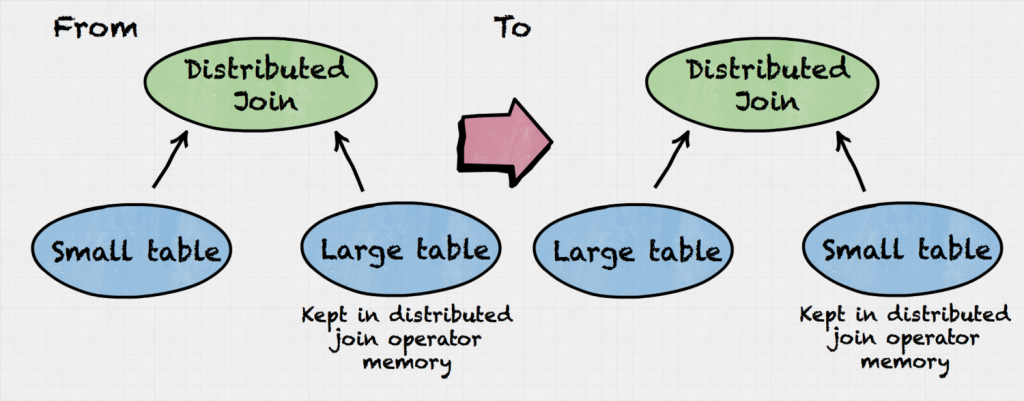 From
Distributed
Join
Small table
Large table
Kept in distributed
join operator
memory
To
Distributed
Join
Large table
Small table
Kept in distributed
join operator
memory